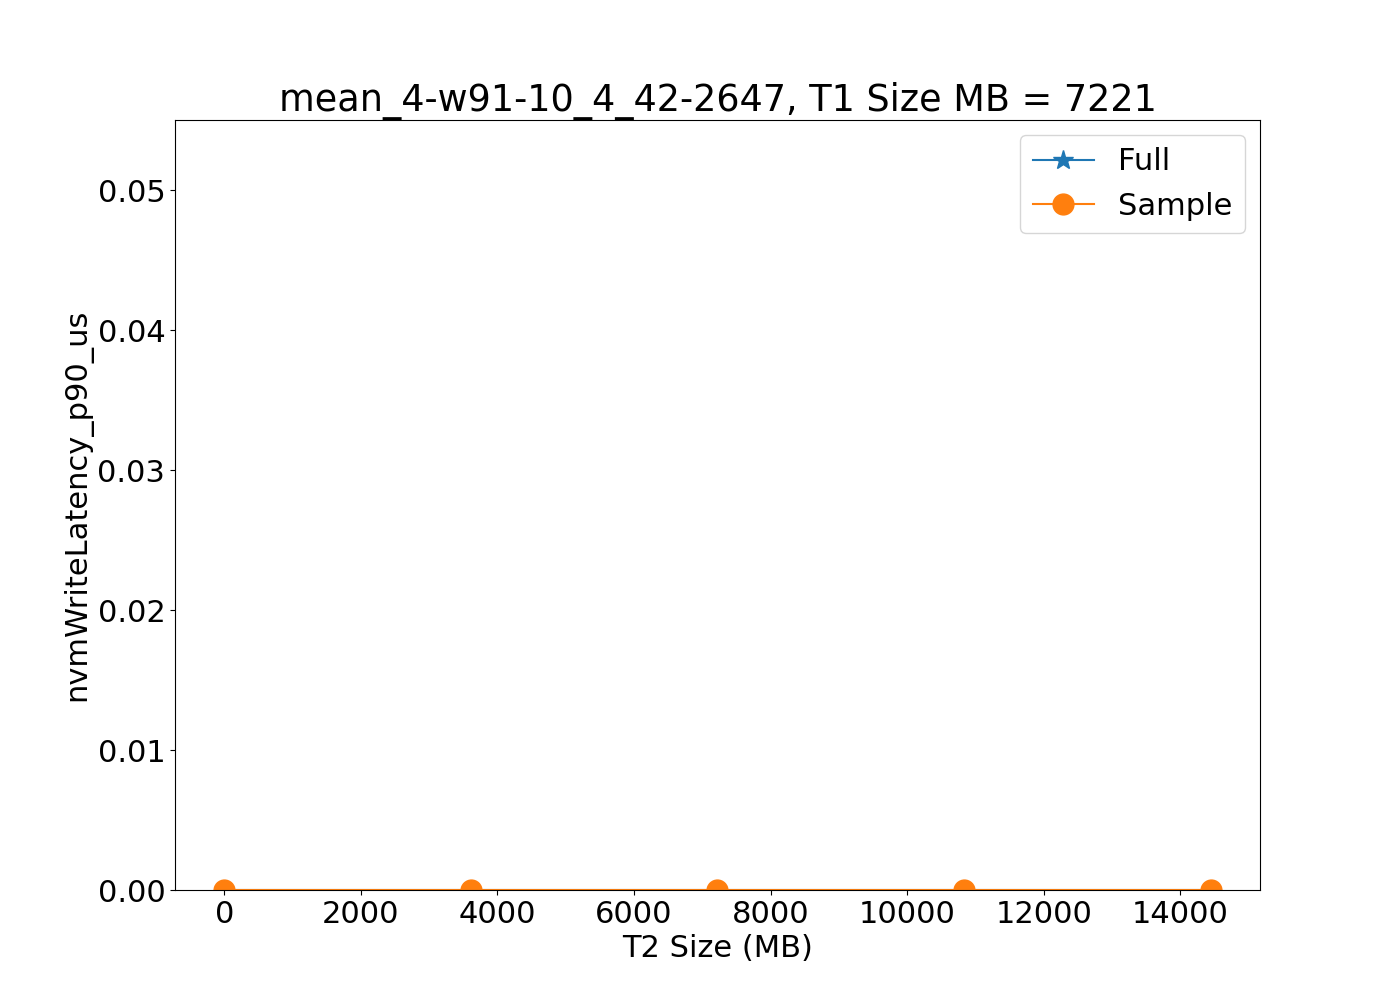 mean_4-w91-10_4_42-2647, T1 Size MB = 7221
Full
Sample
nvmWriteLatency_p90_us
0.05
0.04
0.03
0.02
0.01
0.00
0 2000 4000 6000 8000 10000 12000 14000
T2 Size (MB)